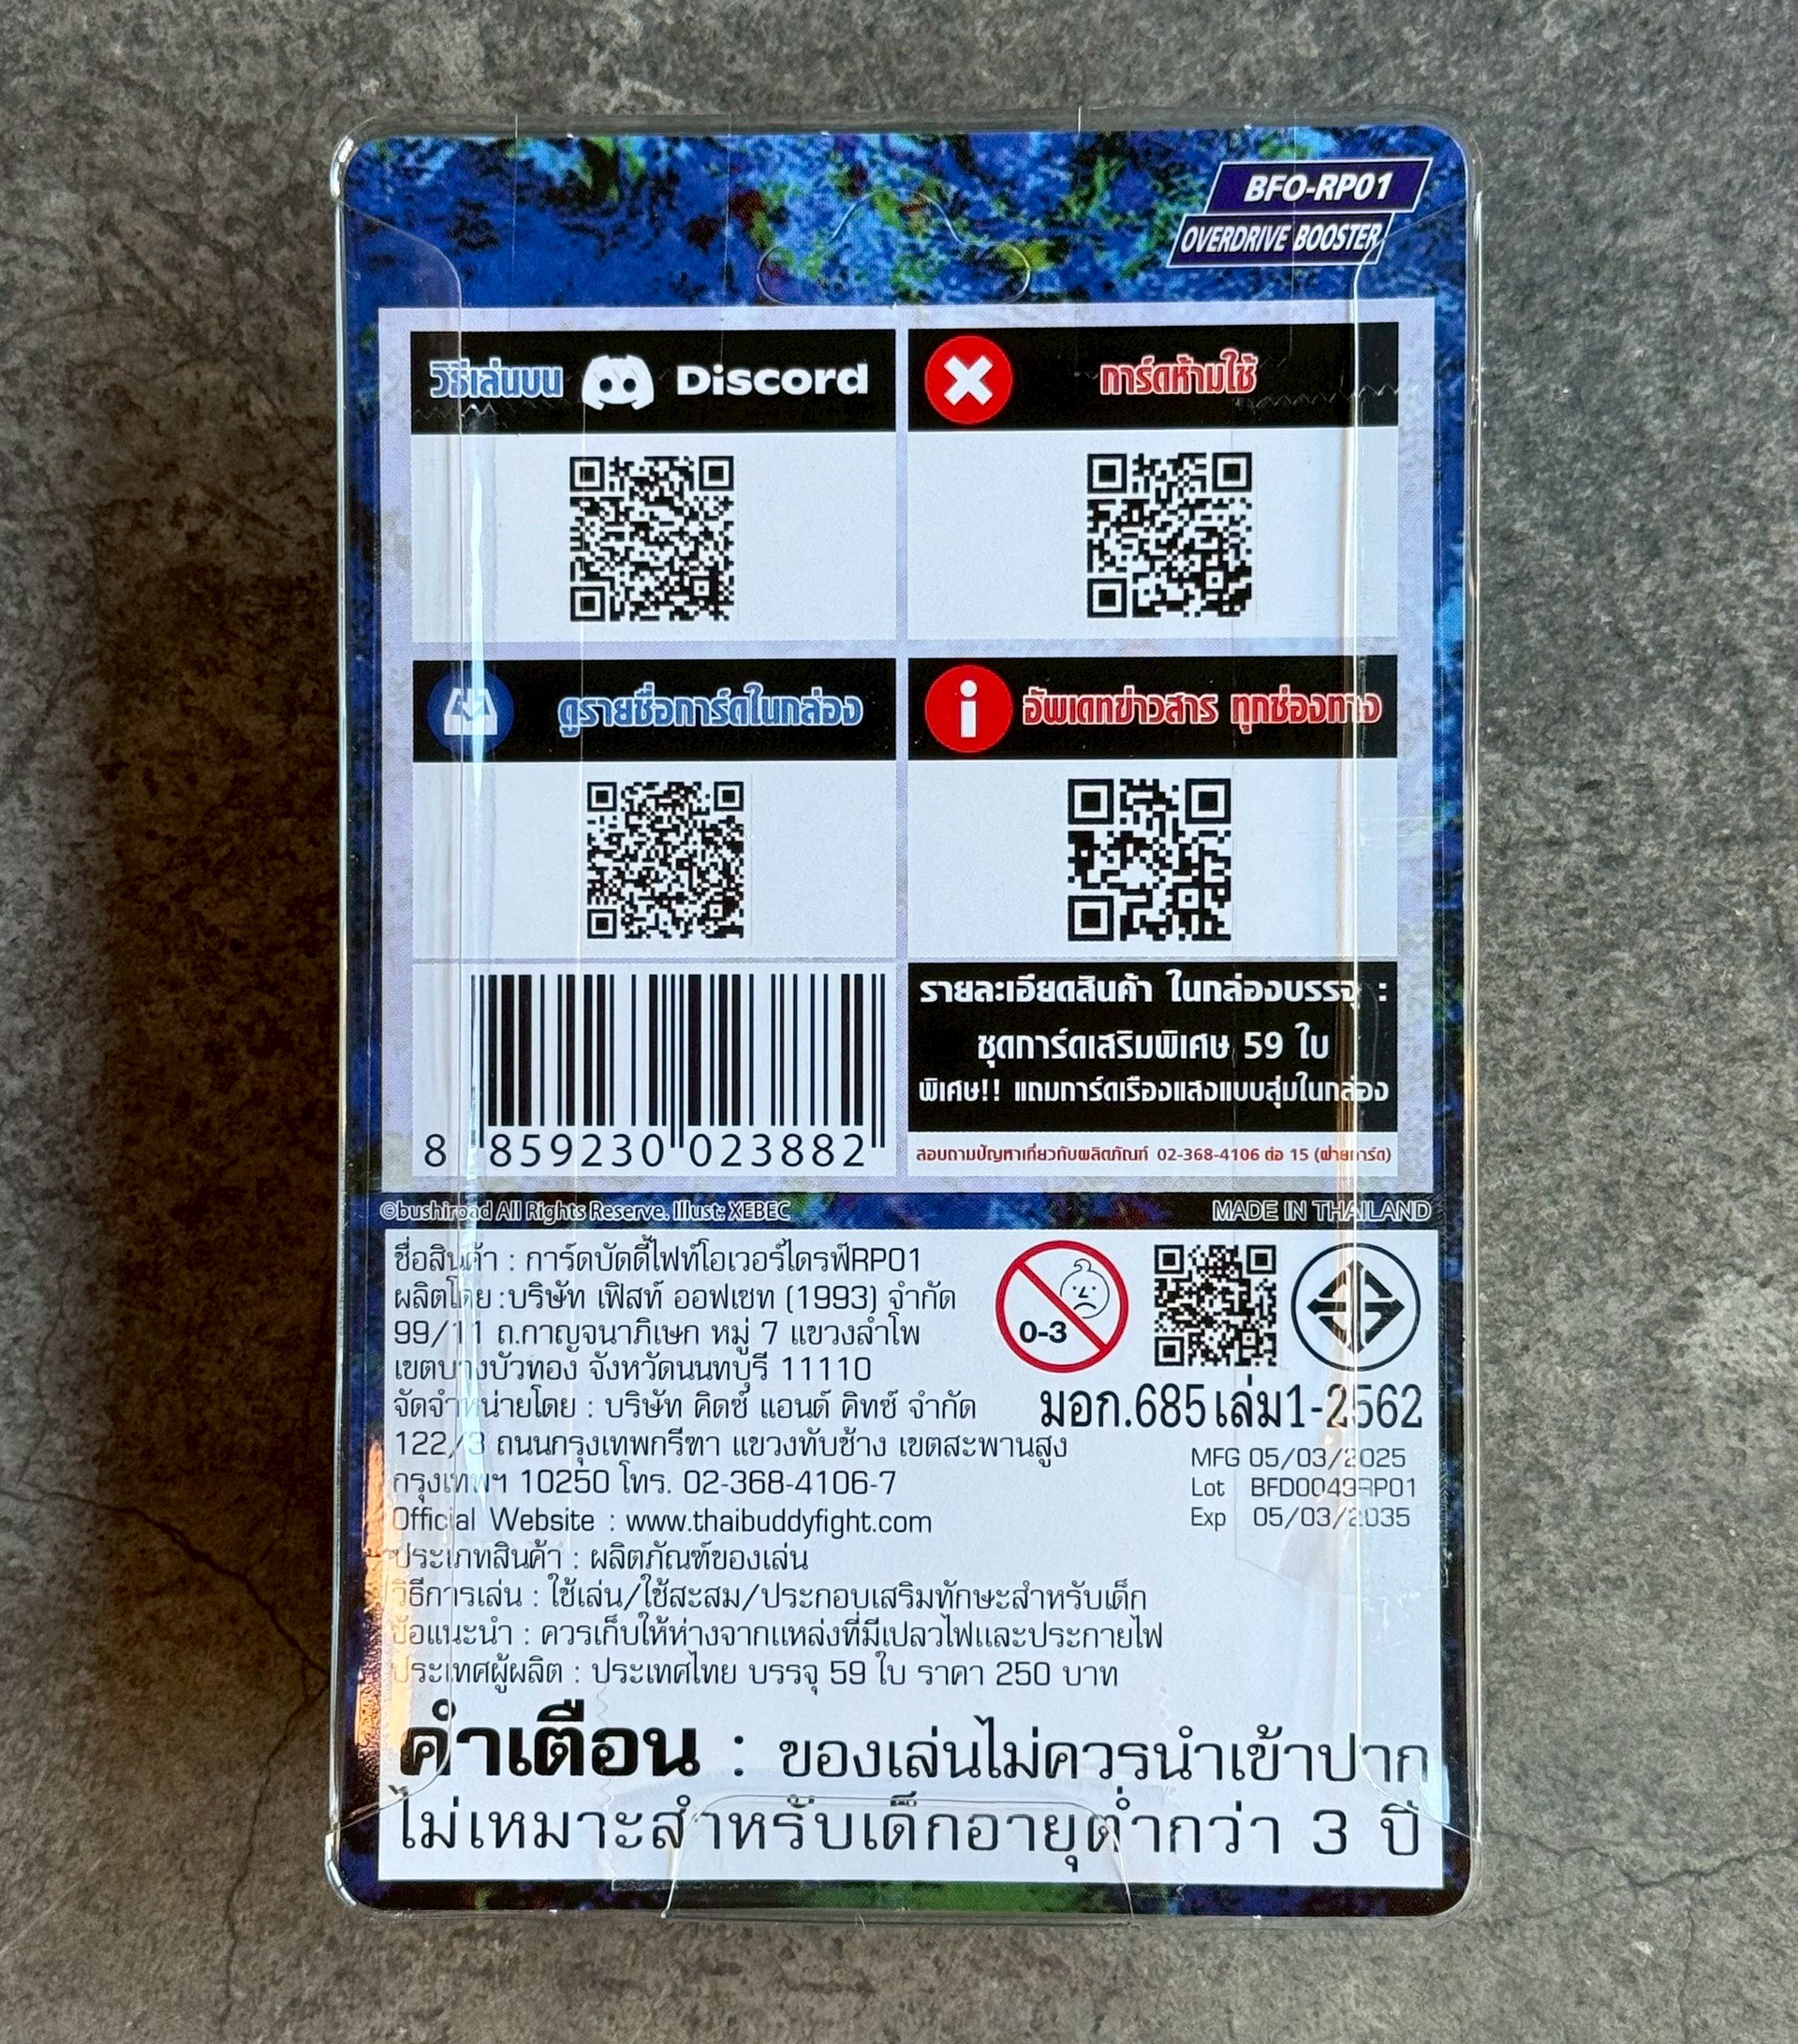 BFO-RP01
OVERDRIVE BOOSTER
วิธีเล่นบน Discord
การ์ดห้ามใช้
ดูรายชื่อการ์ดในกล่อง
อัพเดทข่าวสาร ทุกช่องทาง
8 859230 023882
รายละเอียดสินค้า ในกล่องบรรจุ :
ชุดการ์ดเสริมพิเศษ 59 ใบ
พิเศษ!! แถมการ์ดเรืองแสงแบบสุ่มในกล่อง
สอบถามปัญหาเกี่ยวกับผลิตภัณฑ์ 02-368-4106 ต่อ 15 (ฝ่ายการ์ด)
©bushiroad All Rights Reserve. Illust: XEBEC
MADE IN THAILAND
ชื่อสินค้า : การ์ดบัดดี้ไฟท์โอเวอร์ไดรฟ์RP01
ผลิตโดย :บริษัท เฟิสท์ ออฟเซท (1993) จำกัด
99/11 ถ.กาญจนาภิเษก หมู่ 7 แขวงลำโพ
เขตบางบัวทอง จังหวัดนนทบุรี 11110
จัดจำหน่ายโดย : บริษัท คิดซ์ แอนด์ คิทซ์ จำกัด
122/3 ถนนกรุงเทพกรีฑา แขวงทับช้าง เขตสะพานสูง
กรุงเทพฯ 10250 โทร. 02-368-4106-7
Official Website : www.thaibuddyfight.com
ประเภทสินค้า : ผลิตภัณฑ์ของเล่น
วิธีการเล่น : ใช้เล่น/ใช้สะสม/ประกอบเสริมทักษะสำหรับเด็ก
ข้อแนะนำ : ควรเก็บให้ห่างจากแหล่งที่มีเปลวไฟและประกายไฟ
ประเทศผู้ผลิต : ประเทศไทย บรรจุ 59 ใบ ราคา 250 บาท
0-3
มอก.685เล่ม1-2562
MFG 05/03/2025
Lot BFD0049RP01
Exp 05/03/2035
คำเตือน : ของเล่นไม่ควรนำเข้าปาก
ไม่เหมาะสำหรับเด็กอายุต่ำกว่า 3 ปี